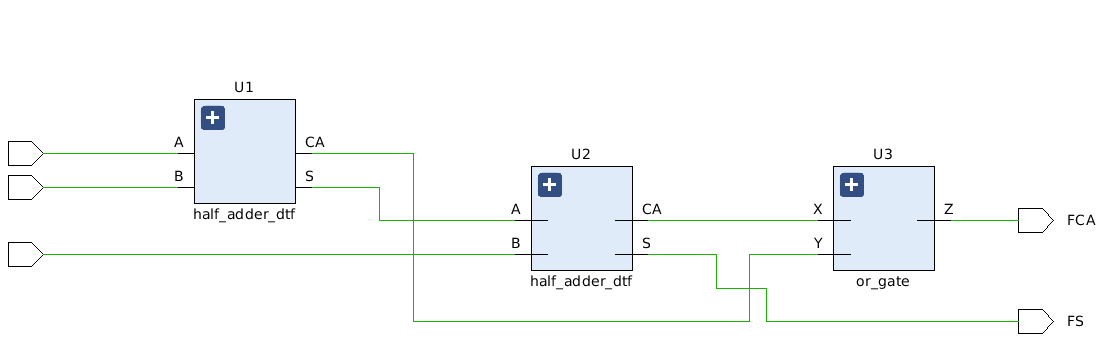 U1
A
CA
B
S
half_adder_dtf
U2
A
CA
B
S
half_adder_dtf
U3
X
Z
Y
or_gate
FCA
FS